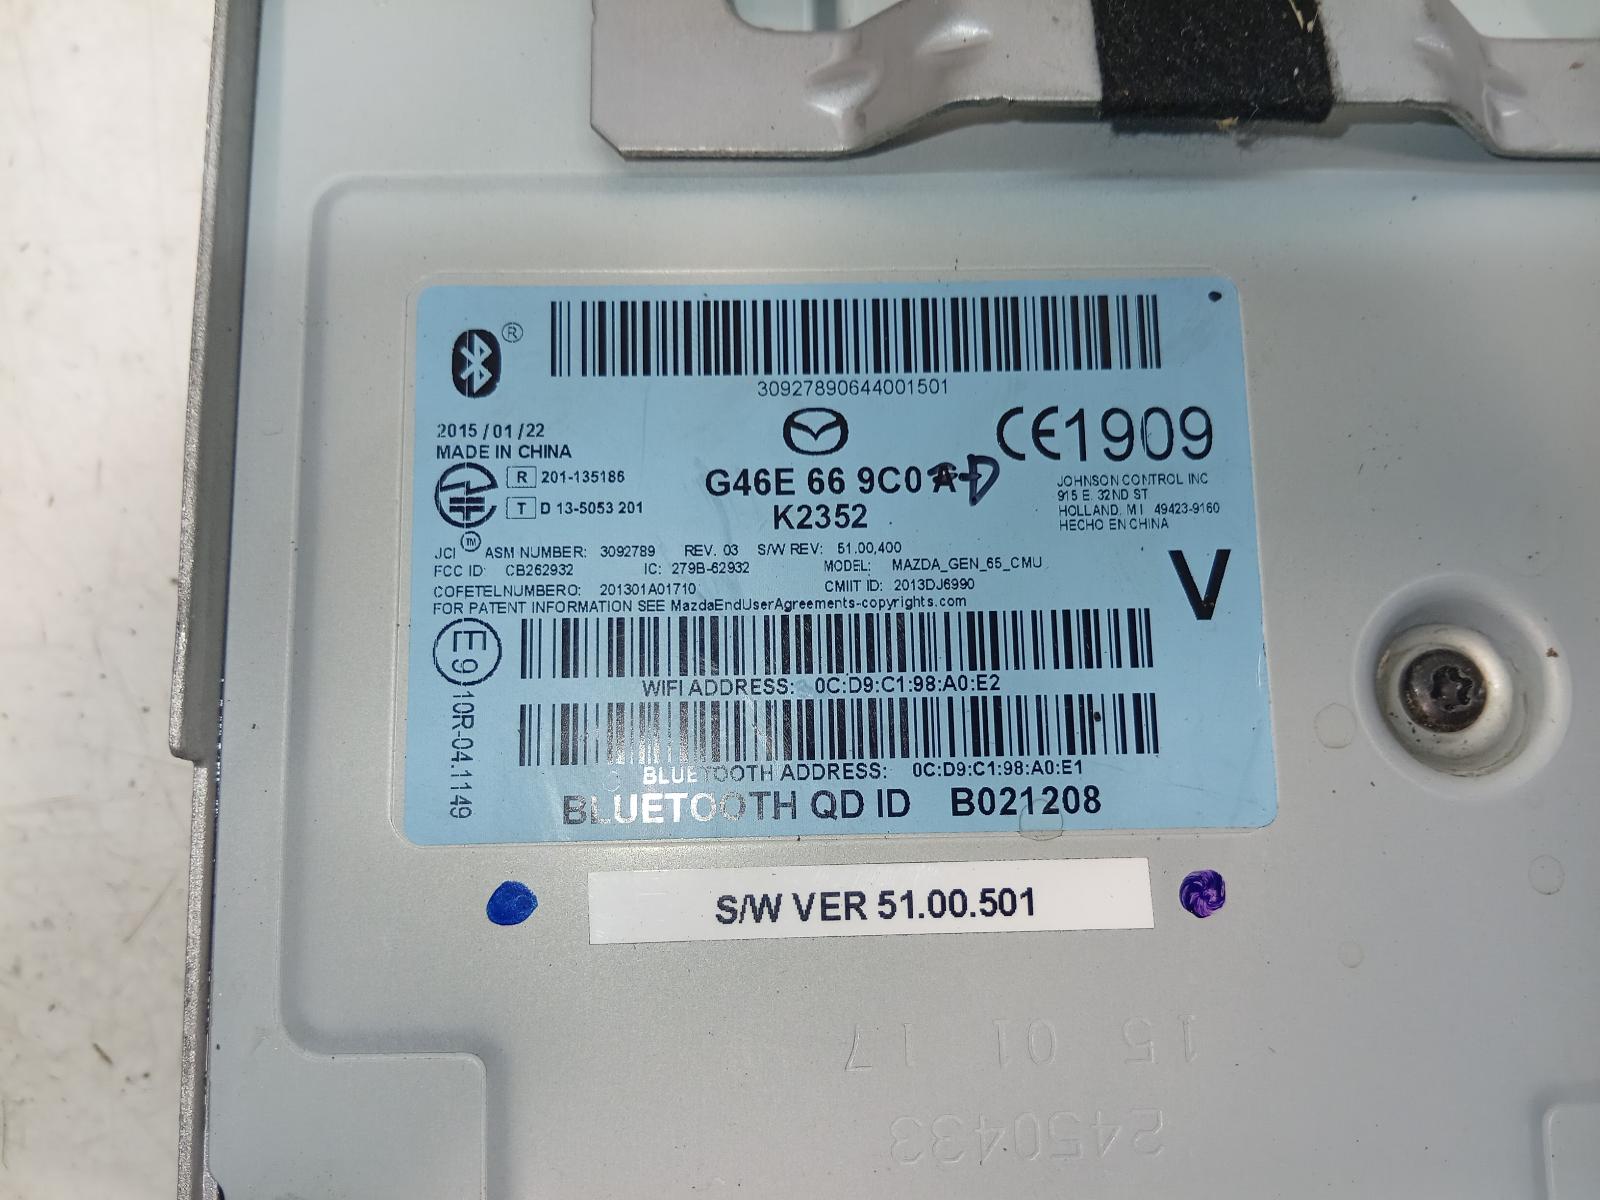 ®
30927890644001501
2015/01/22
MADE IN CHINA
CE1909
R 201-135186
T D 13-5053 201
G46E 66 9C0 D
K2352
JOHNSON CONTROL INC
915 E. 32ND ST.
HOLLAND, MI 49423-9160
HECHO EN CHINA
JCI ™ ASM NUMBER: 3092789 REV. 03 S/W REV: 51.00,400
FCC ID: CB262932 IC: 279B-62932 MODEL: MAZDA_GEN_65_CMU
COFETELNUMBERO: 201301A01710 CMIIT ID: 2013DJ6990
FOR PATENT INFORMATION SEE MazdaEndUserAgreements-copyrights.com
V
E9 10R-04.1149
WIFI ADDRESS: 0C:D9:C1:98:A0:E2
BLUETOOTH ADDRESS: 0C:D9:C1:98:A0:E1
BLUETOOTH QD ID B021208
S/W VER 51.00.501
15 01 17
2450433